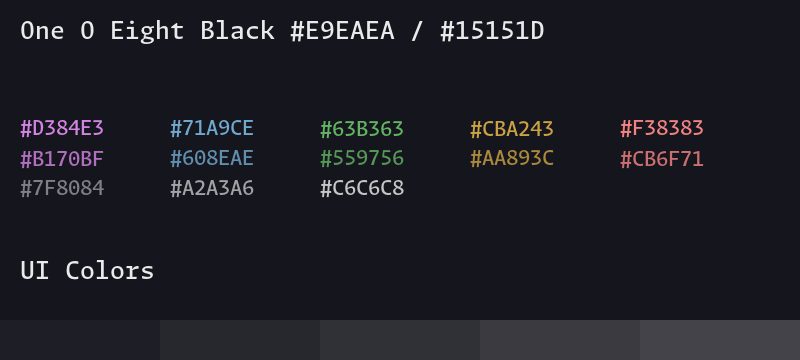 One O Eight Black #E9EAEA / #15151D
#D384E3 #71A9CE #63B363 #CBA243 #F38383
#B170BF #608EAE #559756 #AA893C #CB6F71
#7F8084 #A2A3A6 #C6C6C8
UI Colors